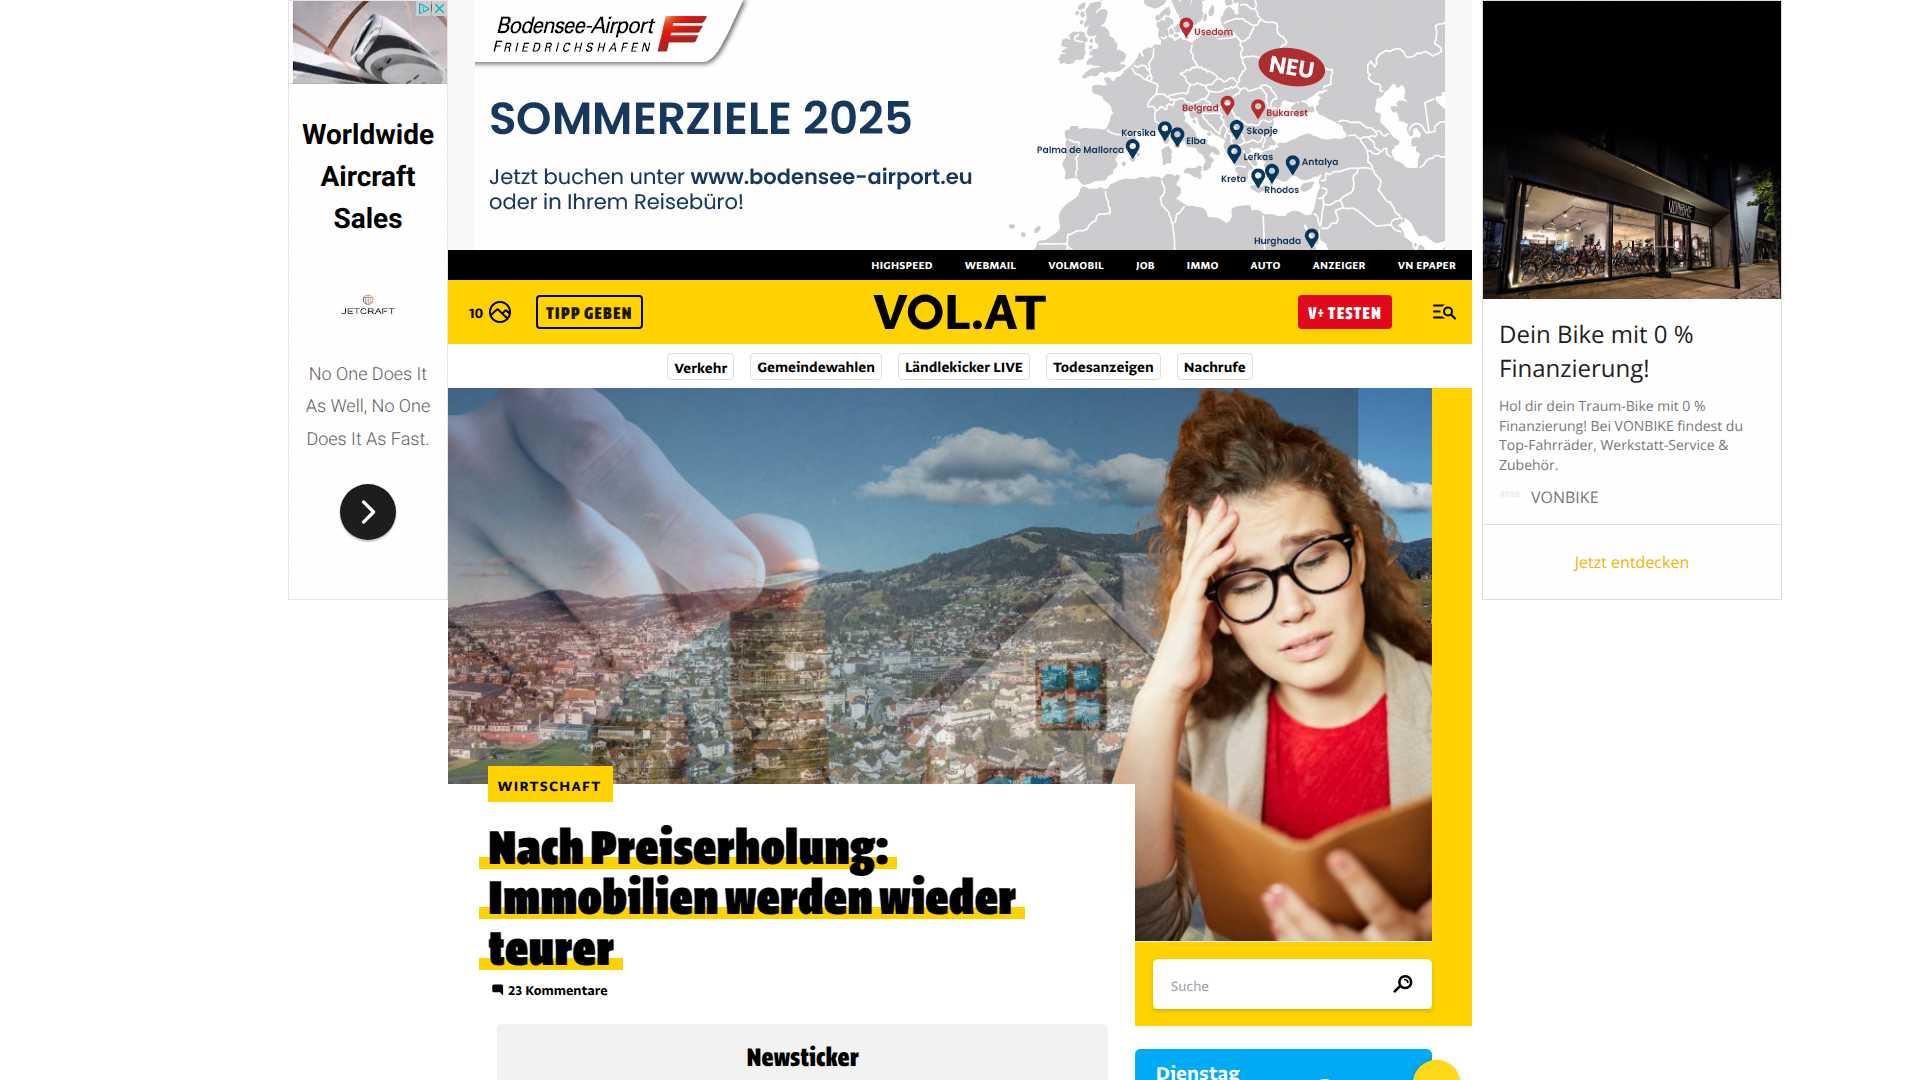 Worldwide
Aircraft
Sales
JETCRAFT
No One Does It
As Well, No One
Does It As Fast.
Bodensee-Airport
FRIEDRICHSHAFEN
SOMMERZIELE 2025
Jetzt buchen unter www.bodensee-airport.eu
oder in Ihrem Reisebüro!
Usedom
NEU
Belgrad
Bukarest
Korsika
Elba
Skopje
Palma de Mallorca
Lefkas
Antalya
Kreta
Rhodos
Hurghada
HIGHSPEED WEBMAIL VOLMOBIL JOB IMMO AUTO ANZEIGER VN EPAPER
10 TIPP GEBEN VOL.AT V+ TESTEN
Verkehr Gemeindewahlen Ländlekicker LIVE Todesanzeigen Nachrufe
WIRTSCHAFT
Nach Preiserholung:
Immobilien werden wieder
teurer
23 Kommentare
Newsticker
Suche
Dienstag
VONBIKE
Dein Bike mit 0 %
Finanzierung!
Hol dir dein Traum-Bike mit 0 %
Finanzierung! Bei VONBIKE findest du
Top-Fahrräder, Werkstatt-Service &
Zubehör.
VONBIKE
Jetzt entdecken